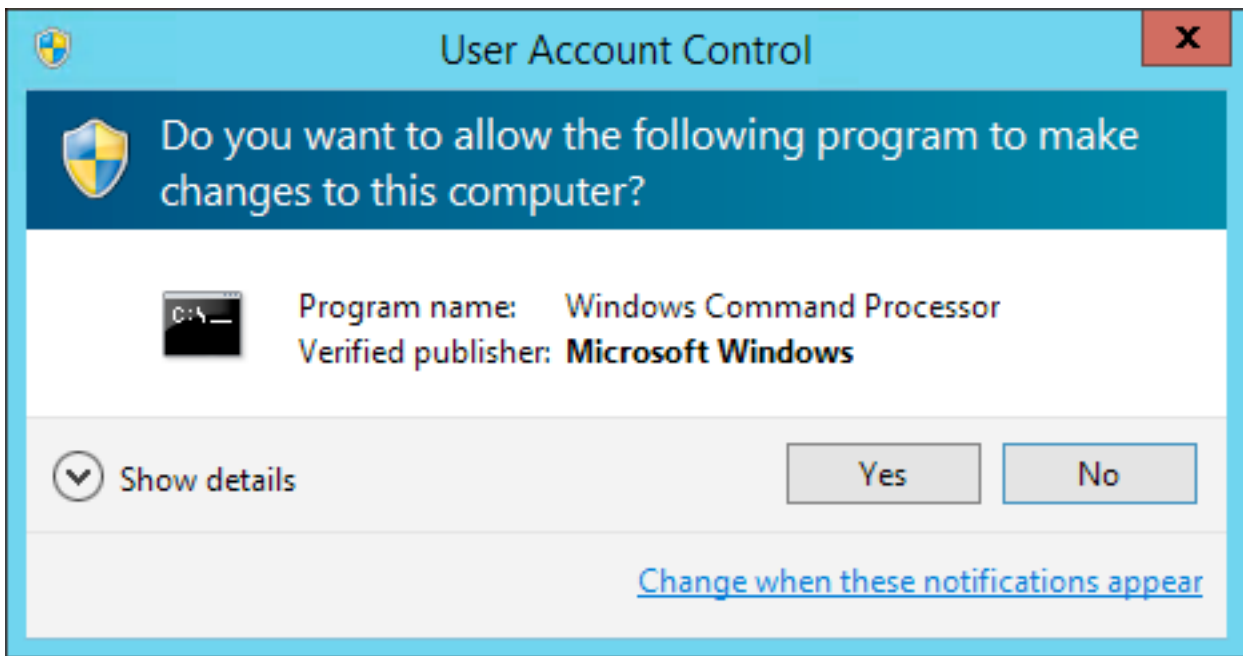 User Account Control
x
Do you want to allow the following program to make
changes to this computer?
C:\_
Program name: Windows Command Processor
Verified publisher: Microsoft Windows
Show details
Yes
No
Change when these notifications appear